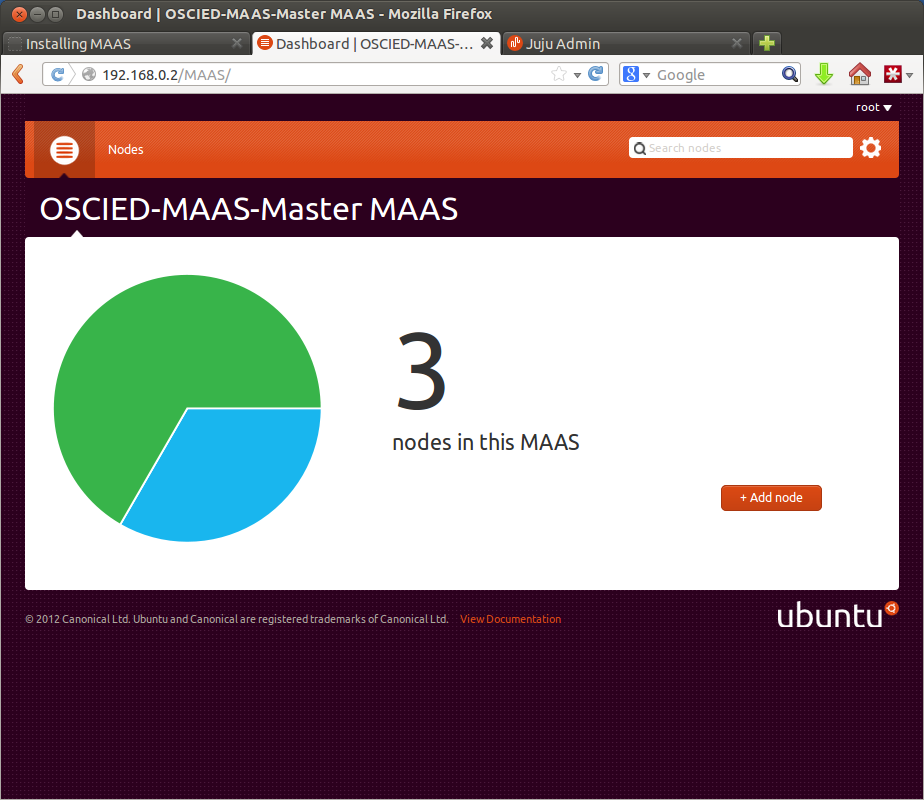 Dashboard | OSCIED-MAAS-Master MAAS - Mozilla Firefox
Installing MAAS
Dashboard | OSCIED-MAAS-...
Juju Admin
192.168.0.2/MAAS/
Google
root
Nodes
Search nodes
OSCIED-MAAS-Master MAAS
3
nodes in this MAAS
+ Add node
© 2012 Canonical Ltd. Ubuntu and Canonical are registered trademarks of Canonical Ltd. View Documentation
ubuntu